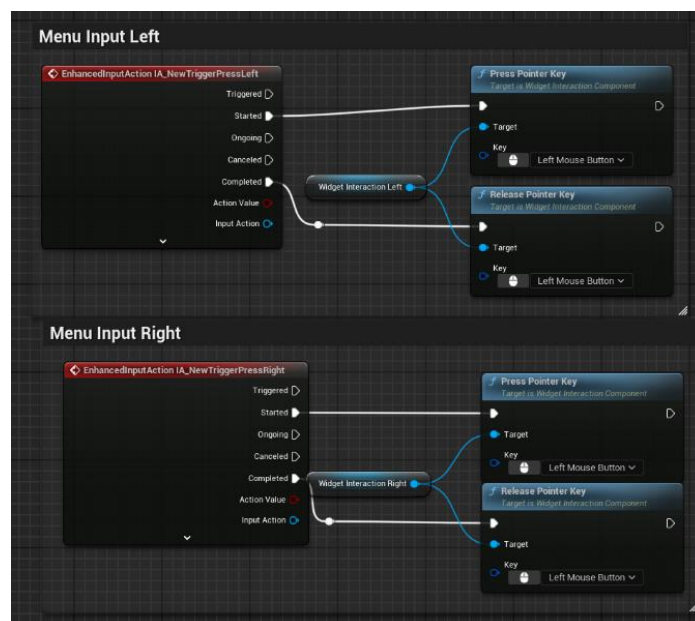 Menu Input Left
EnhancedInputAction IA_NewTriggerPressLeft
Triggered
Started
Ongoing
Canceled
Completed
Action Value
Input Action
Widget Interaction Left
f Press Pointer Key
Target is Widget Interaction Component
Target
Key
Left Mouse Button
f Release Pointer Key
Target is Widget Interaction Component
Target
Key
Left Mouse Button
Menu Input Right
EnhancedInputAction IA_NewTriggerPressRight
Triggered
Started
Ongoing
Canceled
Completed
Action Value
Input Action
Widget Interaction Right
f Press Pointer Key
Target is Widget Interaction Component
Target
Key
Left Mouse Button
f Release Pointer Key
Target is Widget Interaction Component
Target
Key
Left Mouse Button